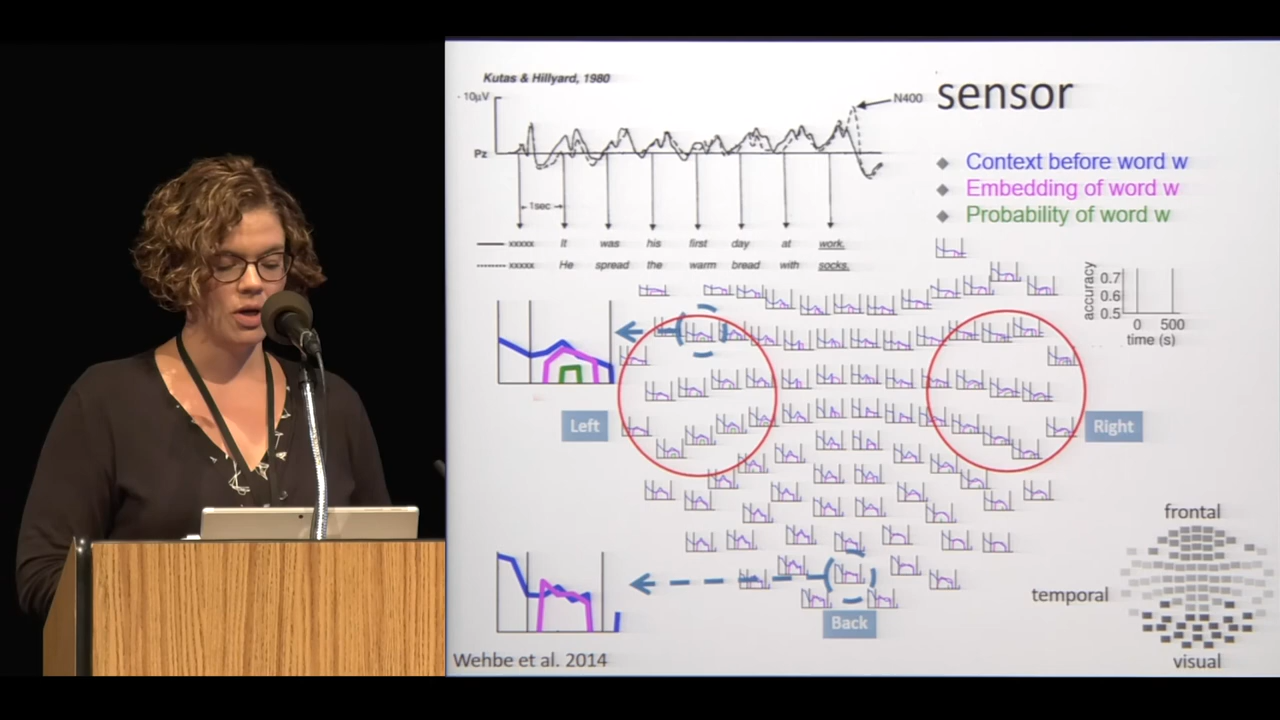 Kutas & Hillyard, 1980
- 10µV
N400
Pz
1sec
xxxxx It was his first day at work.
xxxxx He spread the warm bread with socks.
sensor
Context before word w
Embedding of word w
Probability of word w
accuracy
0.7
0.6
0.5
0 500
time (s)
Left
Right
Back
frontal
temporal
visual
Wehbe et al. 2014